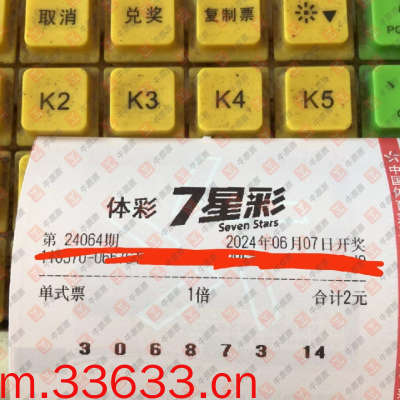 取消 兑奖 复制票
K2 K3 K4 K5
体彩 7星彩
Seven Stars
第 24064期 2024年06月07日开奖
单式票 1倍 合计2元
3 0 6 8 7 3 14
m.33633.cn